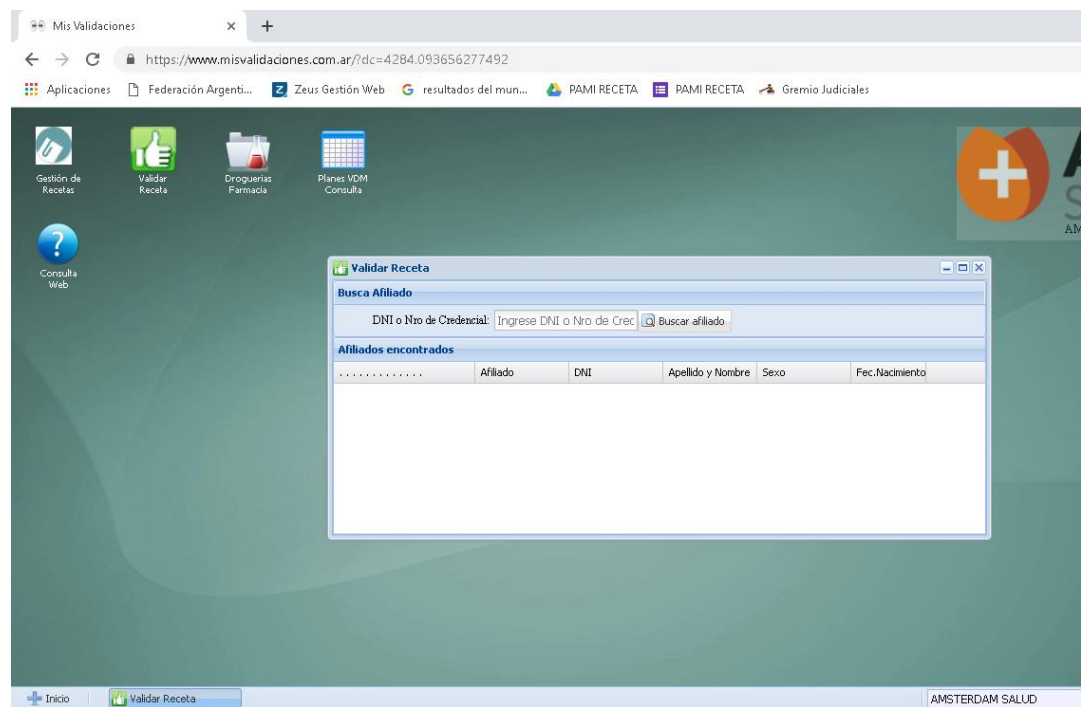 Mis Validaciones
https://www.misvalidaciones.com.ar/?dc=4284.093656277492
Aplicaciones Federación Argenti... Zeus Gestión Web resultados del mun... PAMI RECETA PAMI RECETA Gremio Judiciales
Gestión de
Recetas
Validar
Receta
Droguerias
Farmacia
Planes VDM
Consulta
Consulta
Web
A
S
AM
Validar Receta
Busca Afiliado
DNI o Nro de Credencial: Ingrese DNI o Nro de Crec Buscar afiliado
Afiliados encontrados
. . . . . . . . . . . . . Afiliado DNI Apellido y Nombre Sexo Fec.Nacimiento
Inicio Validar Receta AMSTERDAM SALUD